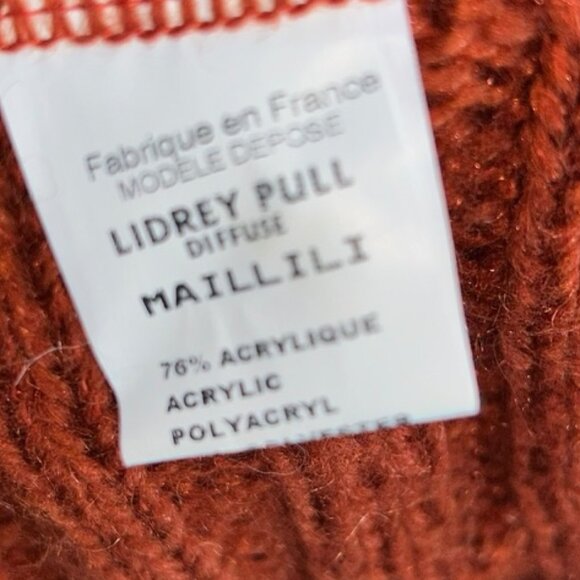 Fabrique en France
MODELE DEPOSE
LIDREY PULL
DIFFUSE
MAILLILI
76% ACRYLIQUE
ACRYLIC
POLYACRYL